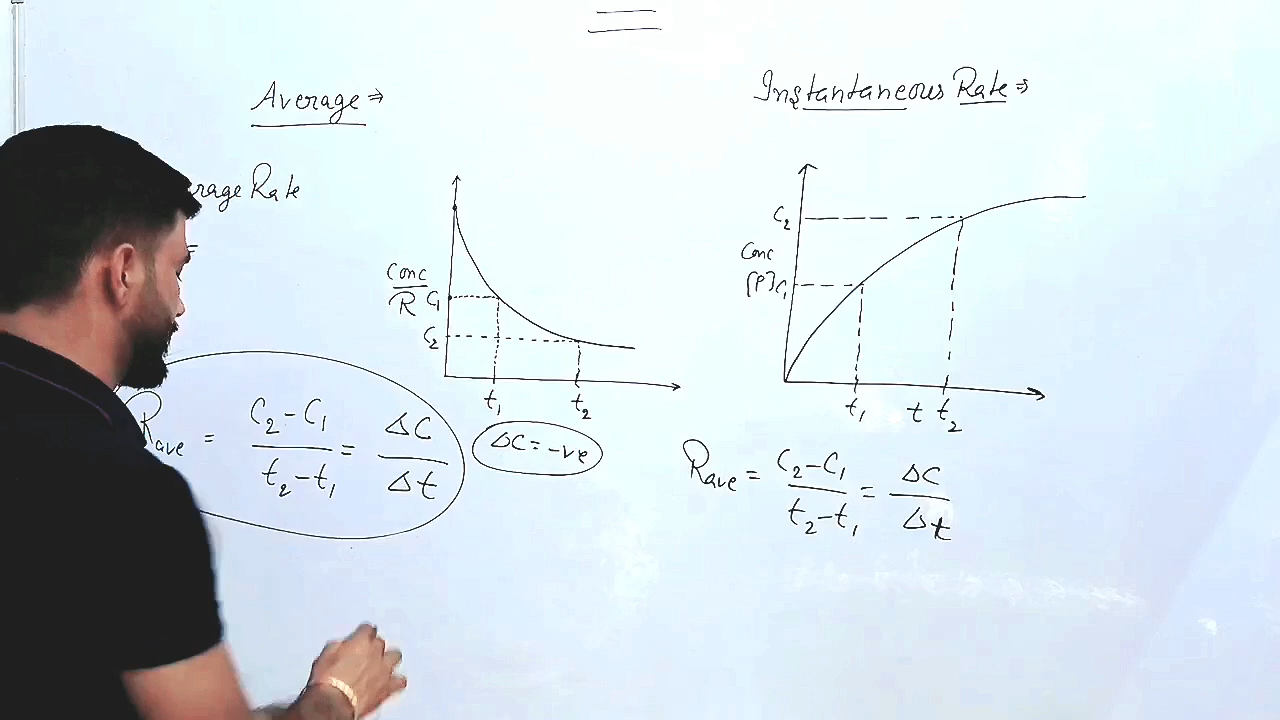 Average ⇒
rage Rate
=
Conc
R
C₁
C₂
t₁ t₂
Rave = C₂-C₁ / t₂-t₁ = ΔC / Δt
ΔC = -ve
Instantaneous Rate ⇒
C₂
Conc
[P] C₁
t₁ t t₂
Rave = C₂-C₁ / t₂-t₁ = ΔC / Δt